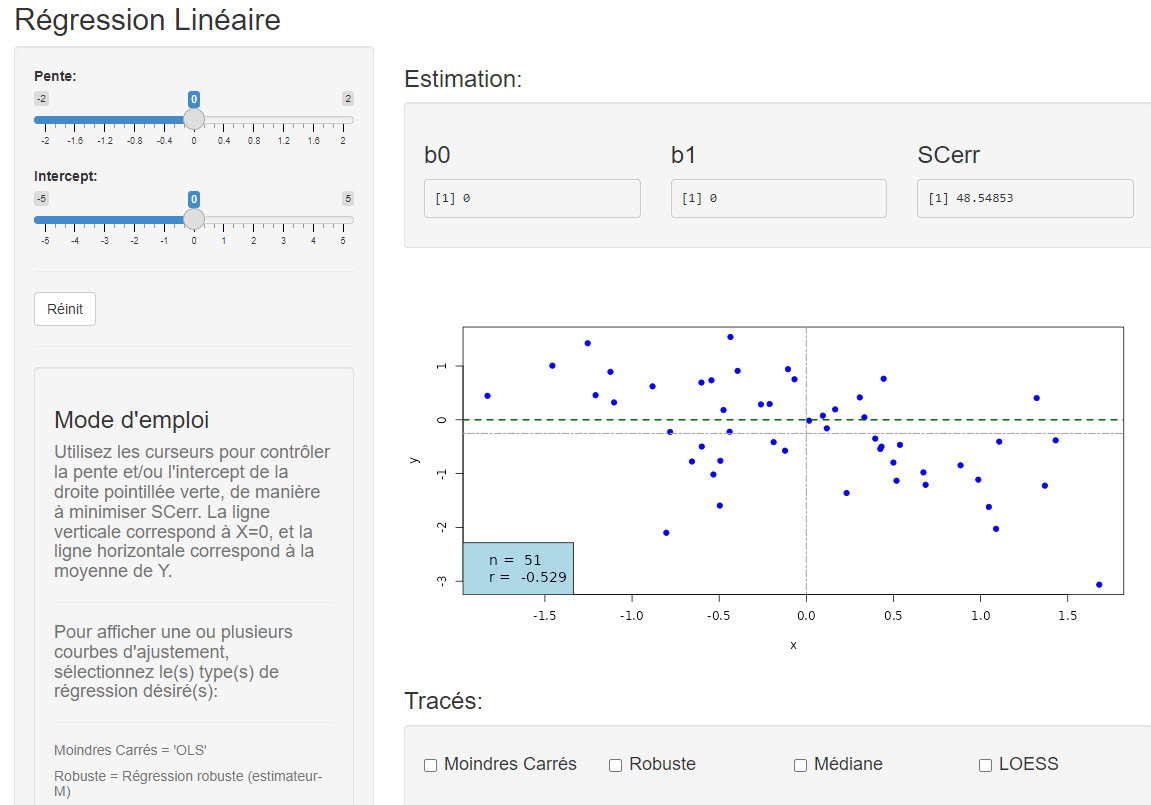 Régression Linéaire
Pente:
-2 0 2
-2 -1.6 -1.2 -0.8 -0.4 0 0.4 0.8 1.2 1.6 2
Intercept:
-5 0 5
-5 -4 -3 -2 -1 0 1 2 3 4 5
Réinit
Mode d'emploi
Utilisez les curseurs pour contrôler
la pente et/ou l'intercept de la
droite pointillée verte, de manière
à minimiser SCerr. La ligne
verticale correspond à X=0, et la
ligne horizontale correspond à la
moyenne de Y.
Pour afficher une ou plusieurs
courbes d'ajustement,
sélectionnez le(s) type(s) de
régression désiré(s):
Moindres Carrés = 'OLS'
Robuste = Régression robuste (estimateur-
M)
Estimation:
b0 b1 SCerr
[1] 0 [1] 0 [1] 48.54853
1
0
-1
-2
-3
y
n = 51
r = -0.529
-1.5 -1.0 -0.5 0.0 0.5 1.0 1.5
x
Tracés:
Moindres Carrés Robuste Médiane LOESS